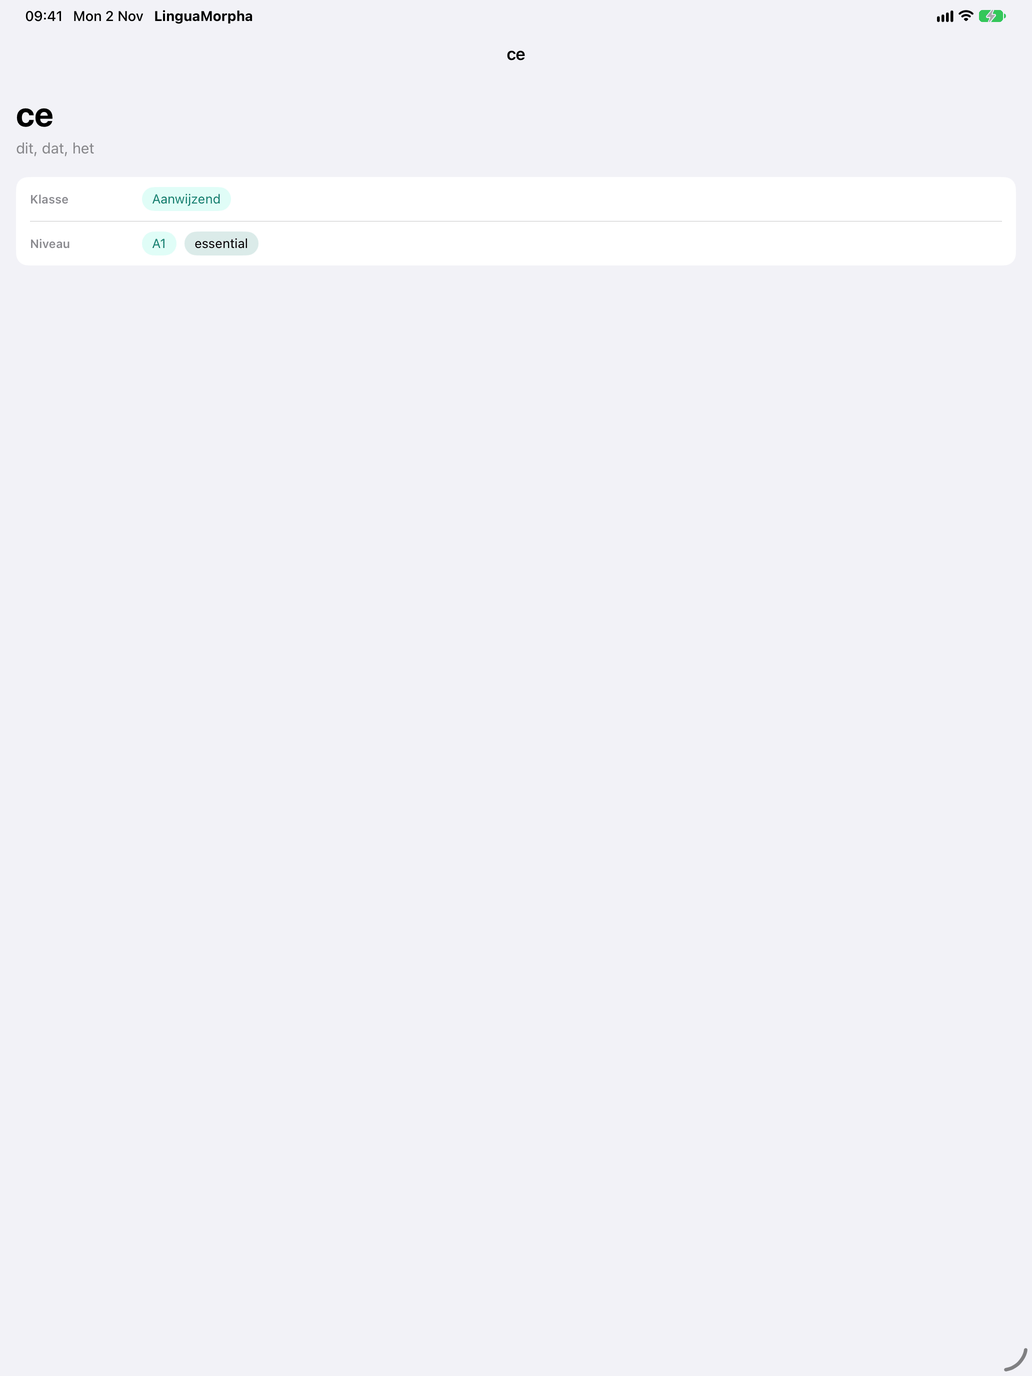 09:41 Mon 2 Nov LinguaMorpha
ce
ce
dit, dat, het
Klasse Aanwijzend
Niveau A1 essential